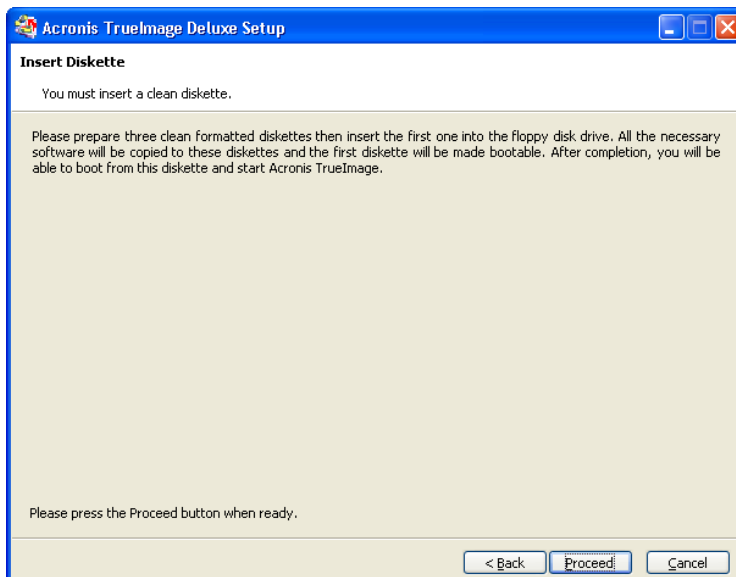 Acronis TrueImage Deluxe Setup
Insert Diskette
You must insert a clean diskette.
Please prepare three clean formatted diskettes then insert the first one into the floppy disk drive. All the necessary
software will be copied to these diskettes and the first diskette will be made bootable. After completion, you will be
able to boot from this diskette and start Acronis TrueImage.
Please press the Proceed button when ready.
< Back Proceed Cancel